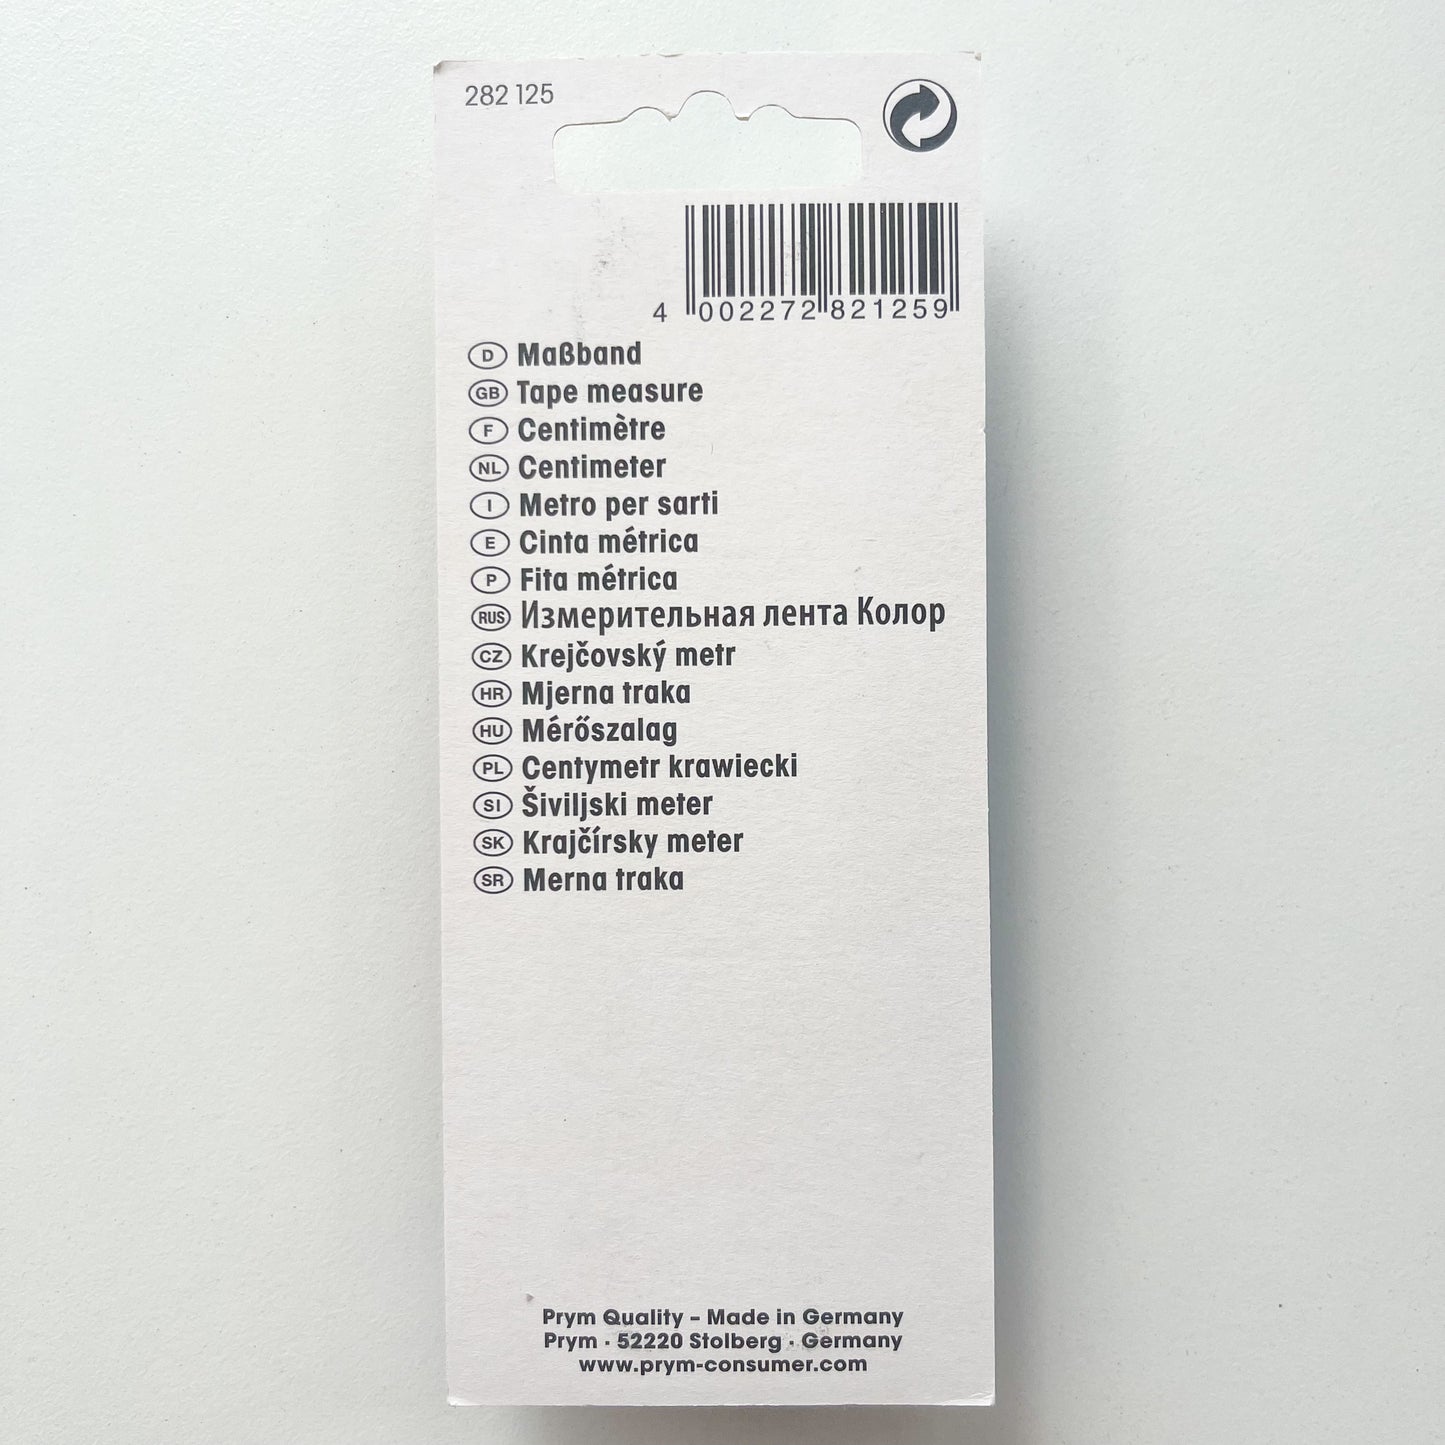 282 125
4 002272 821259
D Maßband
GB Tape measure
F Centimètre
NL Centimeter
I Metro per sarti
E Cinta métrica
P Fita métrica
RUS Измерительная лента Колор
CZ Krejčovský metr
HR Mjerna traka
HU Mérőszalag
PL Centymetr krawiecki
SI Šiviljski meter
SK Krajčírsky meter
SR Merna traka
Prym Quality – Made in Germany
Prym · 52220 Stolberg · Germany
www.prym-consumer.com